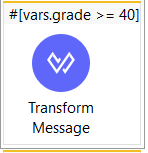 #[vars.grade >= 40]
Transform
Message